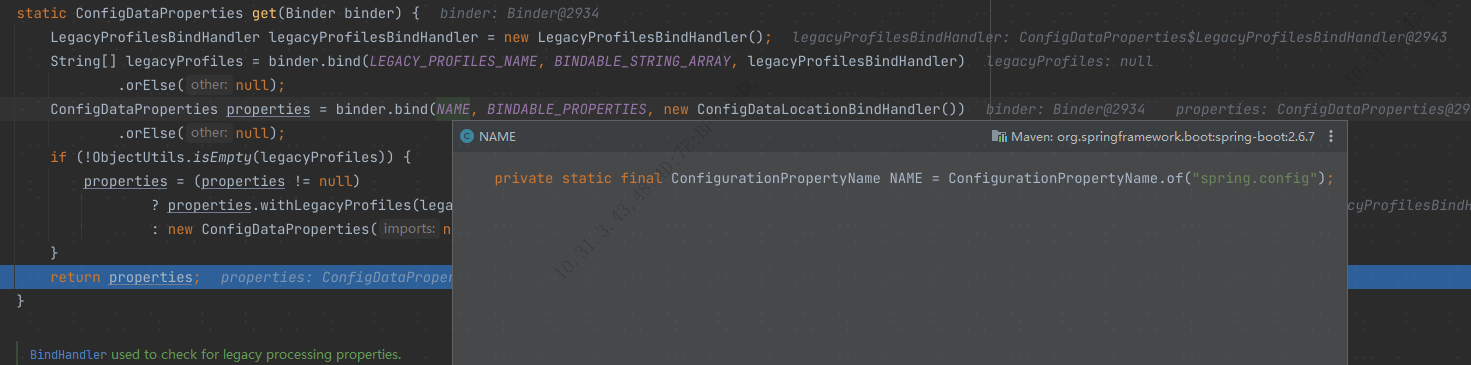 static ConfigDataProperties get(Binder binder) {  binder: Binder@2934
LegacyProfilesBindHandler legacyProfilesBindHandler = new LegacyProfilesBindHandler();  legacyProfilesBindHandler: ConfigDataProperties$LegacyProfilesBindHandler@2943
String[] legacyProfiles = binder.bind(LEGACY_PROFILES_NAME, BINDABLE_STRING_ARRAY, legacyProfilesBindHandler)  legacyProfiles: null
.orElse( other: null);
ConfigDataProperties properties = binder.bind(NAME, BINDABLE_PROPERTIES, new ConfigDataLocationBindHandler())  binder: Binder@2934  properties: ConfigDataProperties@29
.orElse( other: null);
NAME  Maven: org.springframework.boot:spring-boot:2.6.7
if (!ObjectUtils.isEmpty(legacyProfiles)) {
private static final ConfigurationPropertyName NAME = ConfigurationPropertyName.of("spring.config");
properties = (properties != null)
? properties.withLegacyProfiles(lega  cyProfilesBindH
: new ConfigDataProperties( imports: n
}
return properties;  properties: ConfigDataProper
}
BindHandler used to check for legacy processing properties.